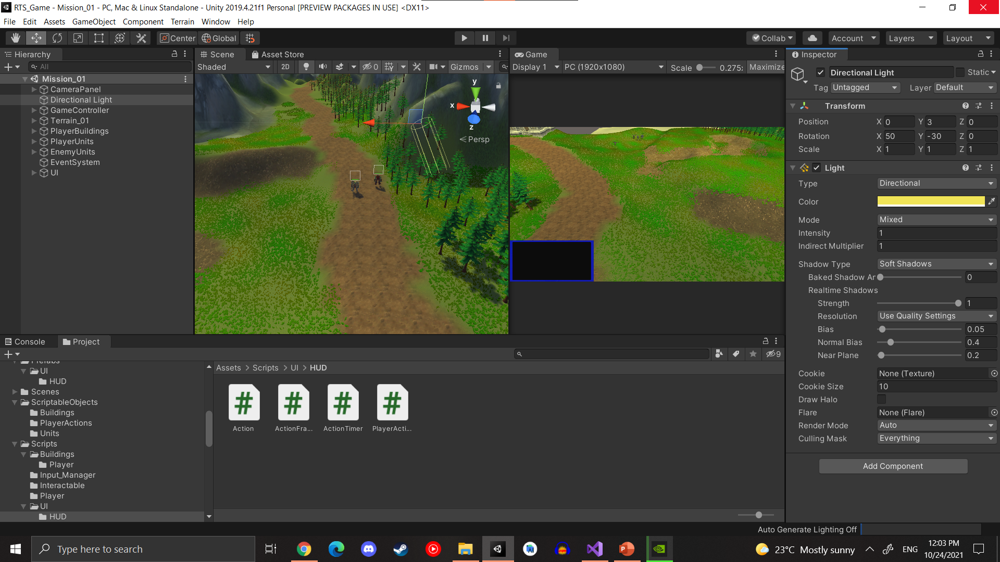 RTS_Game - Mission_01 - PC, Mac & Linux Standalone - Unity 2019.4.21f1 Personal [PREVIEW PACKAGES IN USE] <DX11>
File Edit Assets GameObject Component Terrain Window Help
Center Global Collab Account Layers Layout
Hierarchy
All
Mission_01
CameraPanel
Directional Light
GameController
Terrain_01
PlayerBuildings
PlayerUnits
EnemyUnits
EventSystem
UI
Scene Asset Store
Shaded 2D 0 Gizmos
y
x
z
Persp
Game
Display 1 PC (1920x1080) Scale 0.275: Maximize
Inspector
Directional Light Static
Tag Untagged Layer Default
Transform
Position X 0 Y 3 Z 0
Rotation X 50 Y -30 Z 0
Scale X 1 Y 1 Z 1
Light
Type Directional
Color
Mode Mixed
Intensity 1
Indirect Multiplier 1
Shadow Type Soft Shadows
Baked Shadow Ar 0
Realtime Shadows
Strength 1
Resolution Use Quality Settings
Bias 0.05
Normal Bias 0.4
Near Plane 0.2
Cookie None (Texture)
Cookie Size 10
Draw Halo
Flare None (Flare)
Render Mode Auto
Culling Mask Everything
Add Component
Console Project
9
Prefabs
UI
HUD
Scenes
ScriptableObjects
Buildings
PlayerActions
Units
Scripts
Buildings
Player
Input_Manager
Interactable
Player
UI
HUD
Assets > Scripts > UI > HUD
Action ActionFra... ActionTimer PlayerActi...
Auto Generate Lighting Off
Type here to search
23°C Mostly sunny ENG
12:03 PM
10/24/2021